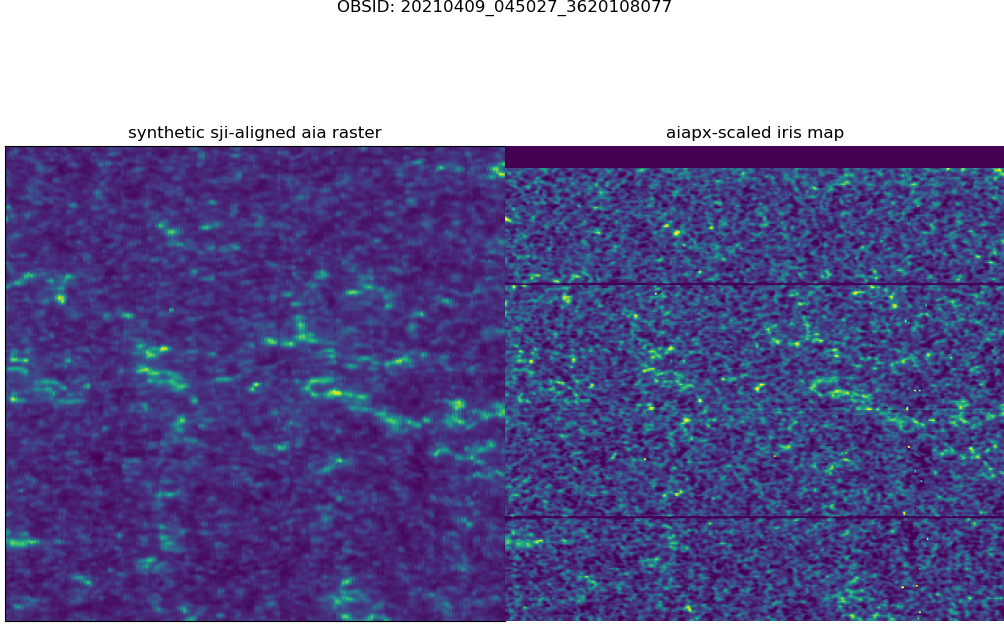 OBSID: 20210409_045027_3620108077
synthetic sji-aligned aia raster
aiapx-scaled iris map